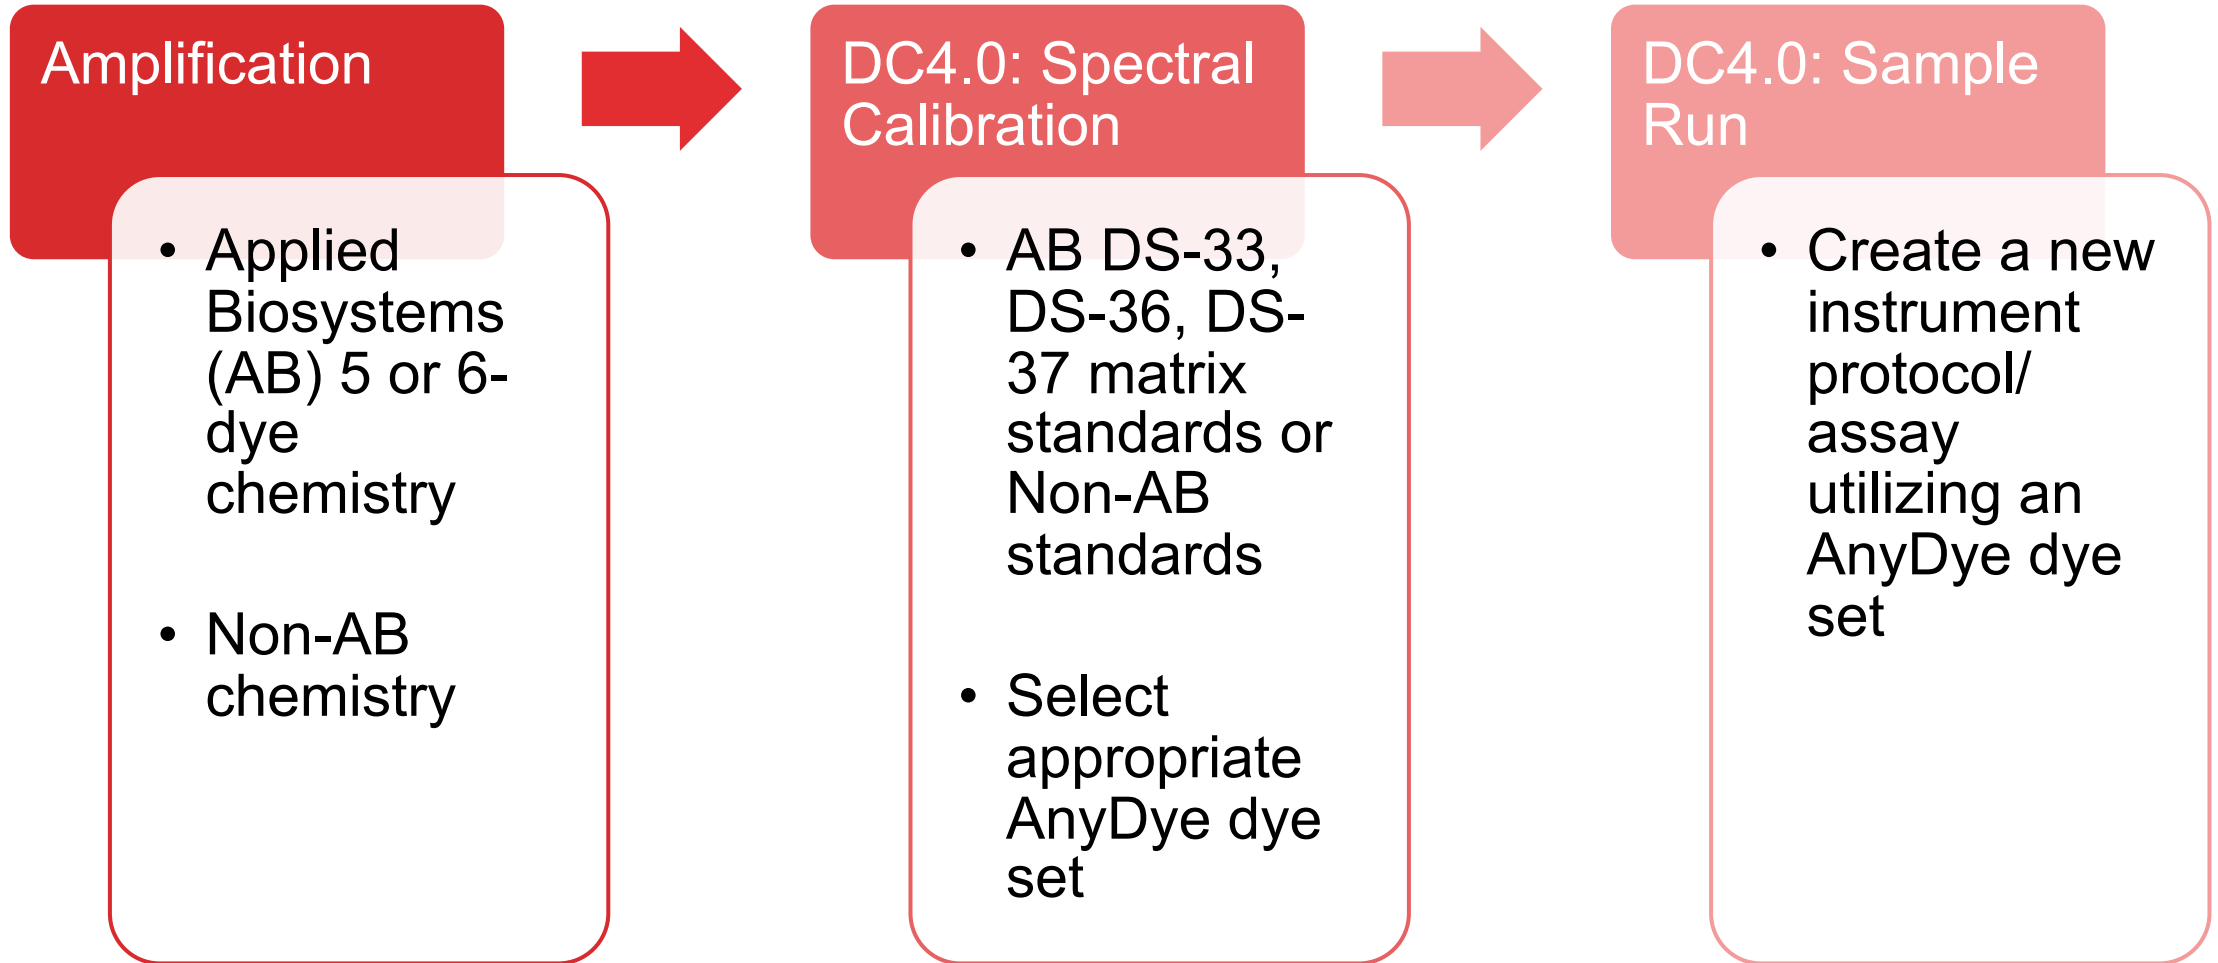 Amplification
• Applied
Biosystems
(AB) 5 or 6-
dye
chemistry
• Non-AB
chemistry
DC4.0: Spectral
Calibration
• AB DS-33,
DS-36, DS-
37 matrix
standards or
Non-AB
standards
• Select
appropriate
AnyDye dye
set
DC4.0: Sample
Run
• Create a new
instrument
protocol/
assay
utilizing an
AnyDye dye
set